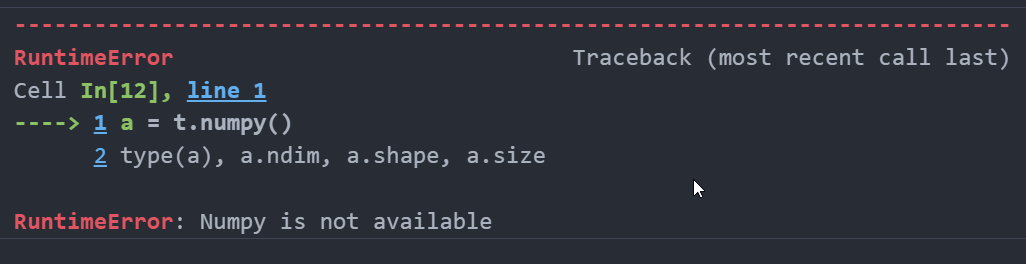 ---------------------------------------------------------------------------
RuntimeError                              Traceback (most recent call last)
Cell In[12], line 1
----> 1 a = t.numpy()
      2 type(a), a.ndim, a.shape, a.size
RuntimeError: Numpy is not available